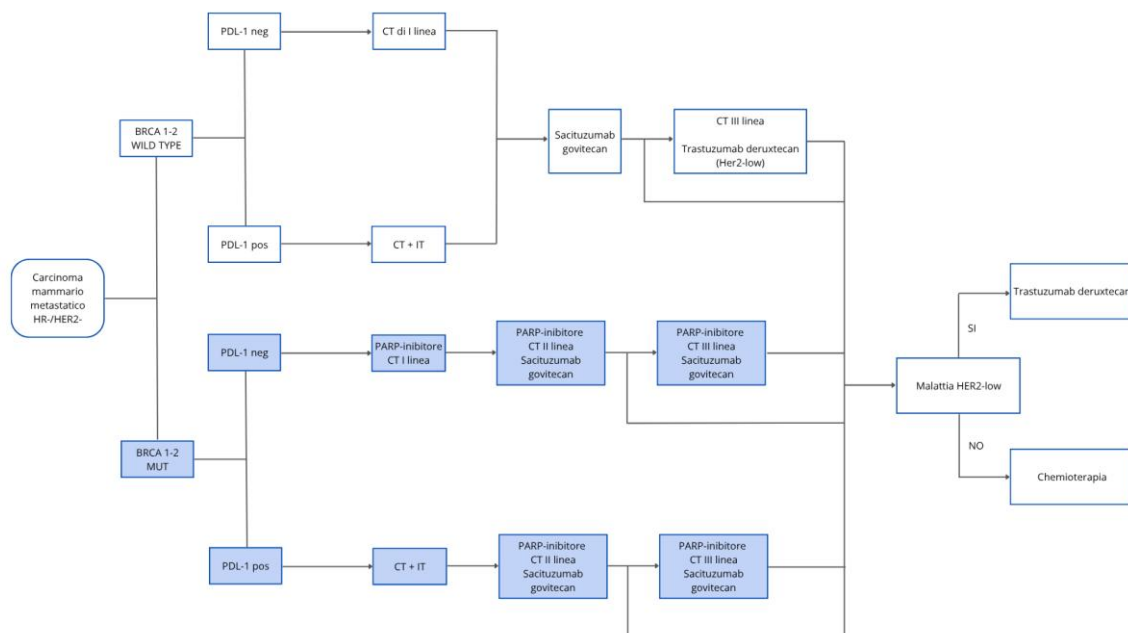 PDL-1 neg
CT di I linea
BRCA 1-2
WILD TYPE
Sacituzumab
govitecan
CT III linea
Trastuzumab deruxtecan
(Her2-low)
PDL-1 pos
CT + IT
Carcinoma
mammario
metastatico
HR-/HER2-
PDL-1 neg
PARP-inibitore
CT I linea
PARP-inibitore
CT II linea
Sacituzumab
govitecan
PARP-inibitore
CT III linea
Sacituzumab
govitecan
BRCA 1-2
MUT
PDL-1 pos
CT + IT
PARP-inibitore
CT II linea
Sacituzumab
govitecan
PARP-inibitore
CT III linea
Sacituzumab
govitecan
Malattia HER2-low
SI
Trastuzumab deruxtecan
NO
Chemioterapia